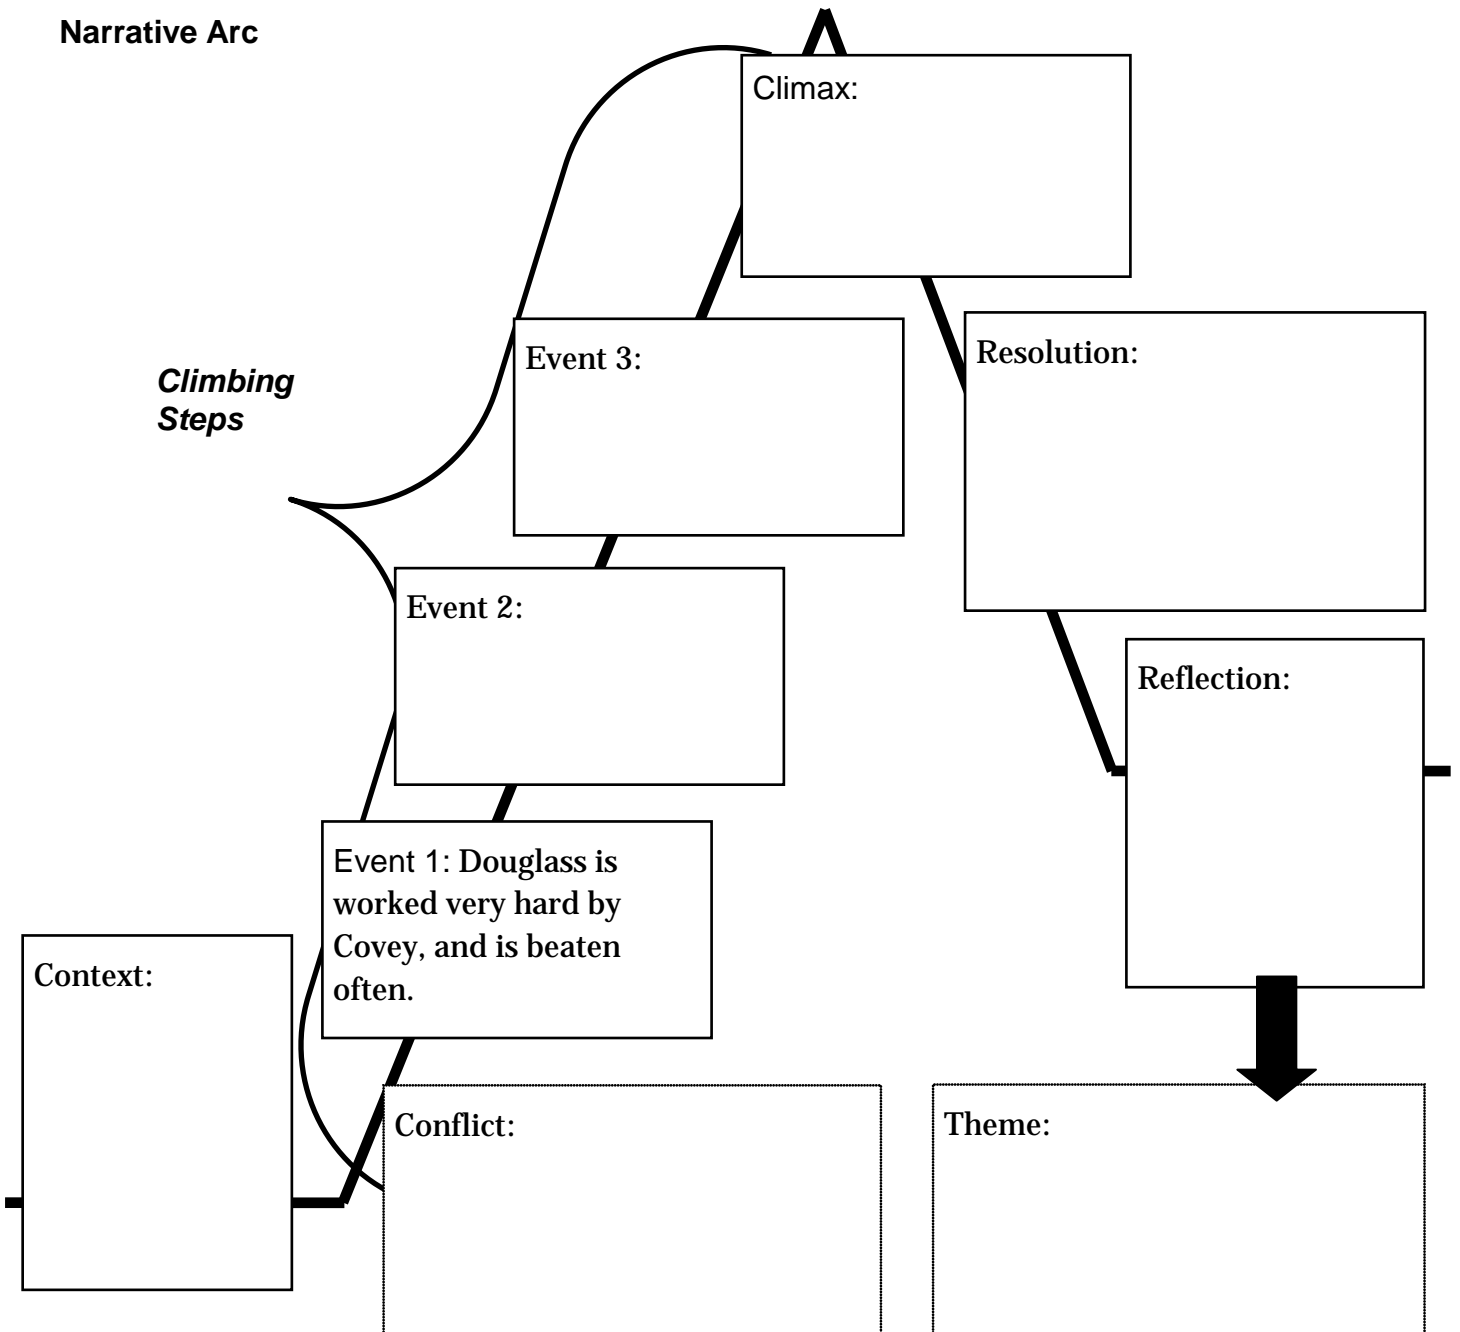 Narrative Arc
Climax:
Event 3:
Resolution:
Climbing
Steps
Event 2:
Reflection:
Event 1: Douglass is
worked very hard by
Covey, and is beaten
often.
Context:
Conflict:
Theme: